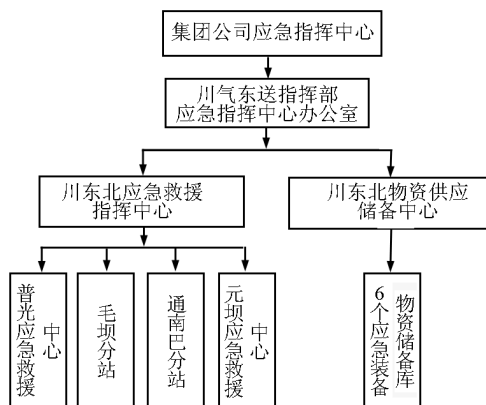 集团公司应急指挥中心
川气东送指挥部
应急指挥中心办公室
川东北应急救援
指挥中心
川东北物资供应
储备中心
普光应急救援
中心
毛坝分站
通南巴分站
元坝应急救援
中心
6个应急装备
物资储备库